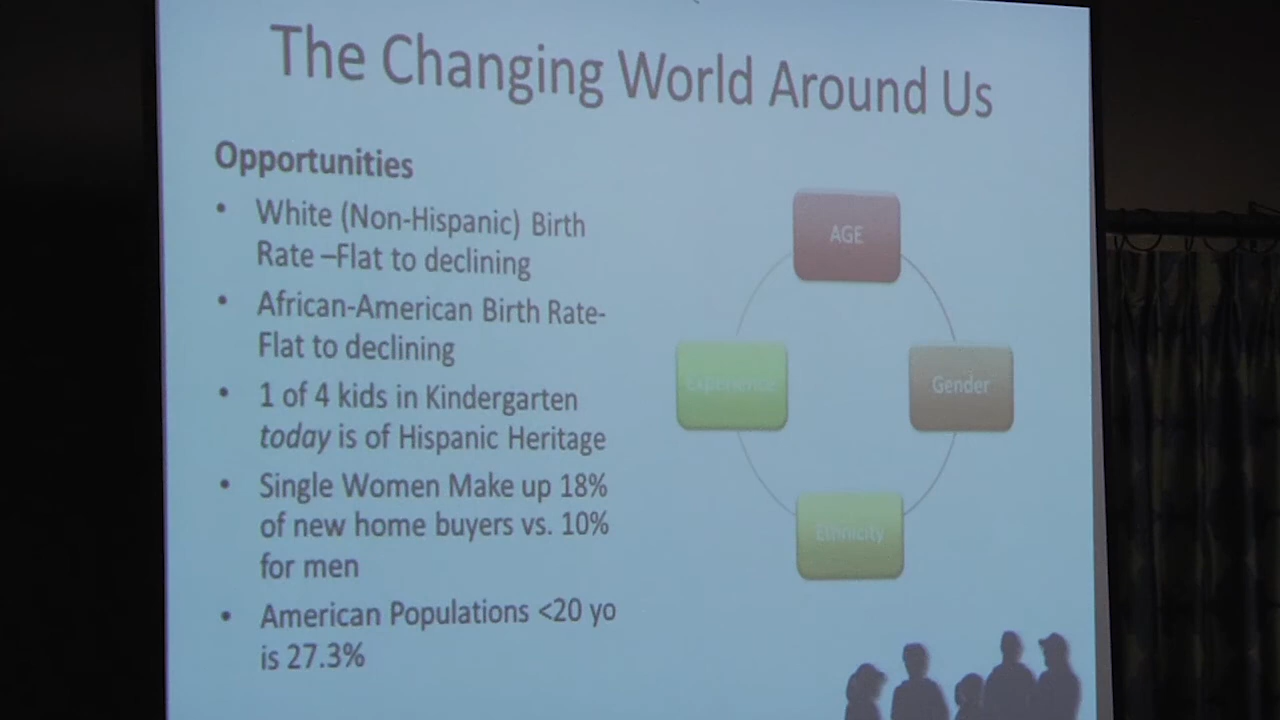 The Changing World Around Us
Opportunities
• White (Non-Hispanic) Birth
Rate –Flat to declining
• African-American Birth Rate-
Flat to declining
• 1 of 4 kids in Kindergarten
today is of Hispanic Heritage
• Single Women Make up 18%
of new home buyers vs. 10%
for men
• American Populations <20 yo
is 27.3%
AGE
Gender
Ethnicity
Experience